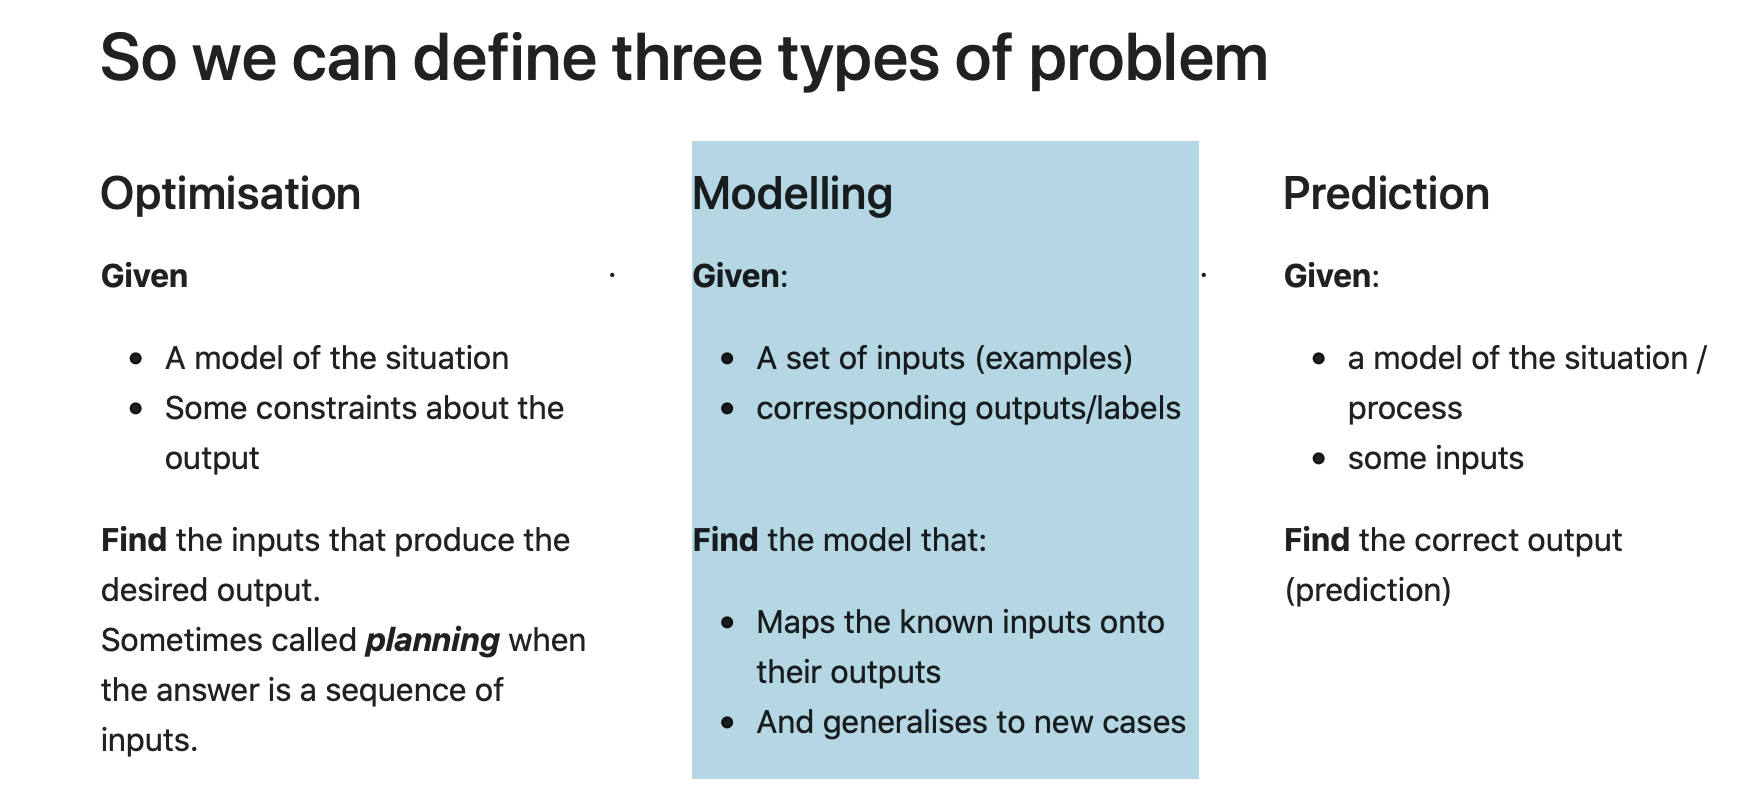 So we can define three types of problem
Optimisation
Given
• A model of the situation
• Some constraints about the
output
Find the inputs that produce the
desired output.
Sometimes called planning when
the answer is a sequence of
inputs.
·
Modelling
Given:
• A set of inputs (examples)
• corresponding outputs/labels
Find the model that:
• Maps the known inputs onto
their outputs
• And generalises to new cases
·
Prediction
Given:
• a model of the situation /
process
• some inputs
Find the correct output
(prediction)